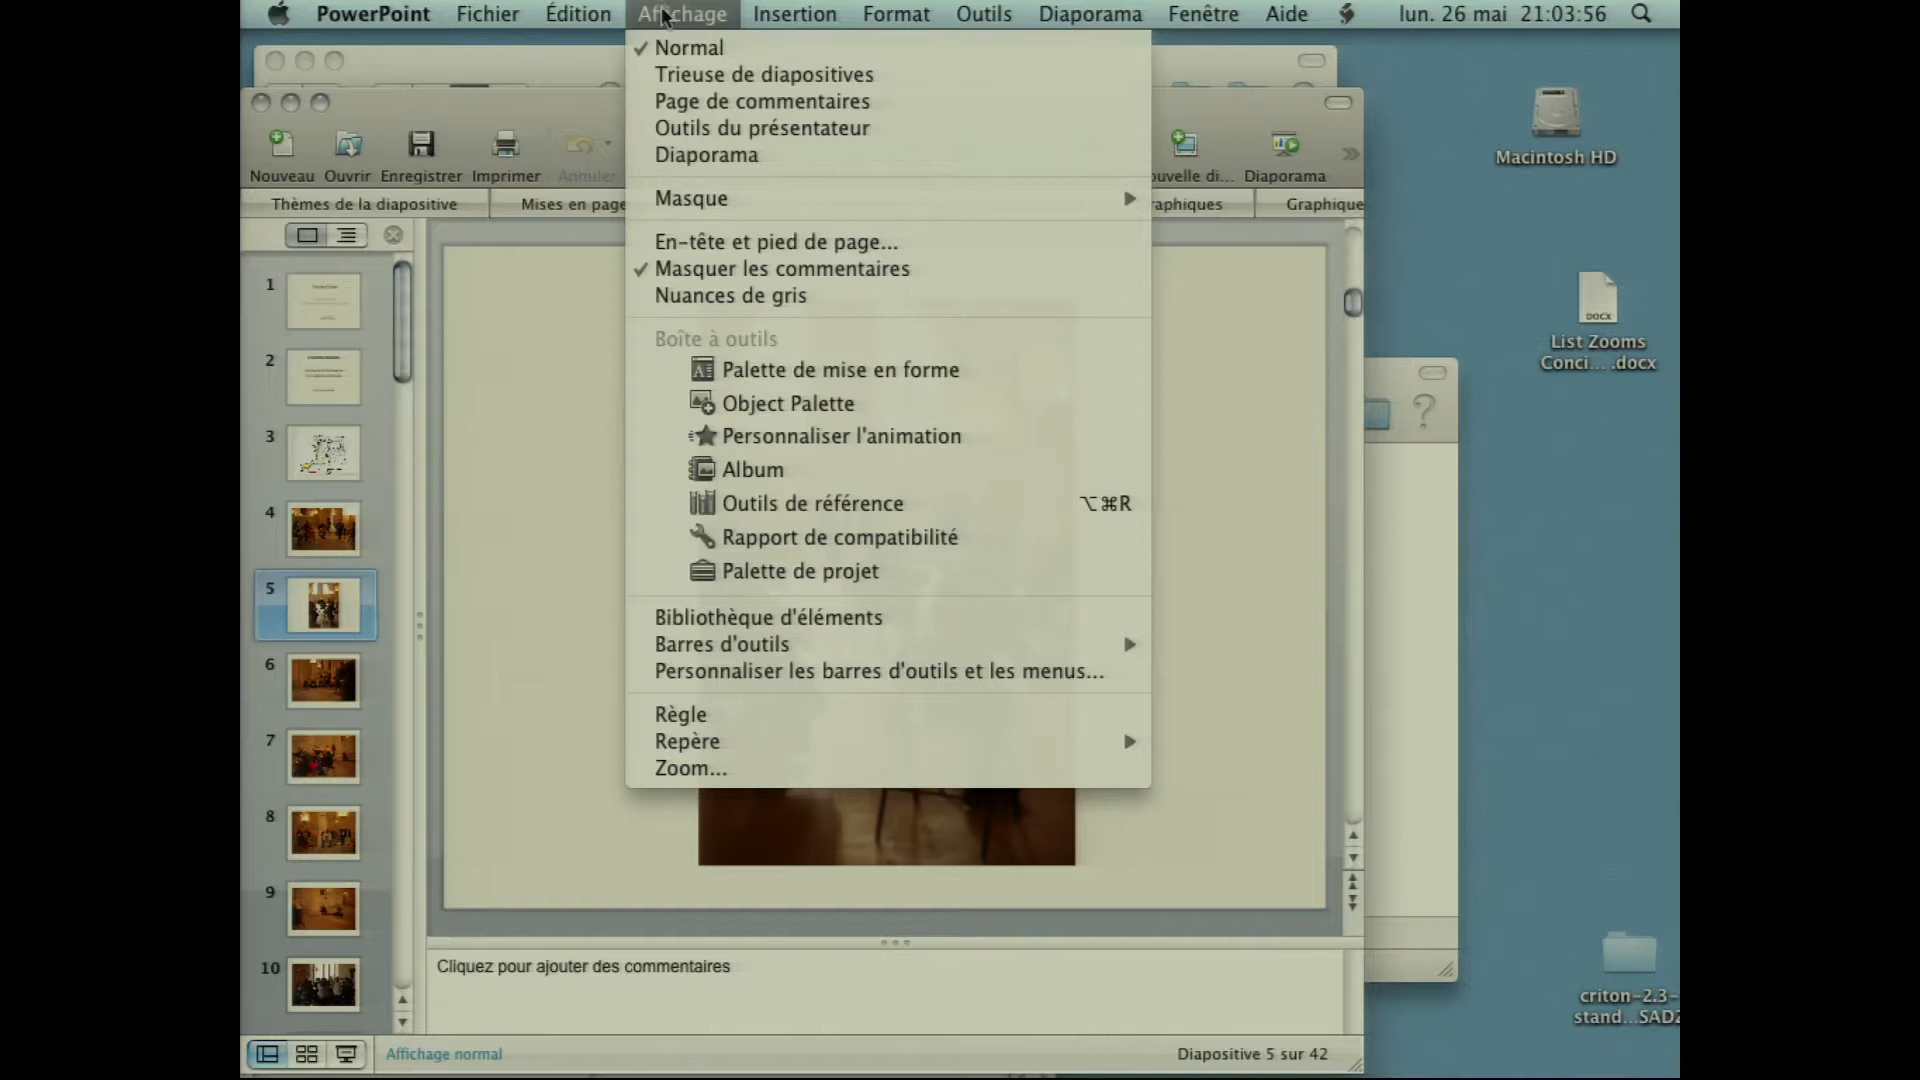 PowerPoint Fichier Édition Affichage Insertion Format Outils Diaporama Fenêtre Aide lun. 26 mai 21:03:56
Normal
Trieuse de diapositives
Page de commentaires
Outils du présentateur
Diaporama
Masque
En-tête et pied de page...
Masquer les commentaires
Nuances de gris
Boîte à outils
Palette de mise en forme
Object Palette
Personnaliser l'animation
Album
Outils de référence ⌥⌘R
Rapport de compatibilité
Palette de projet
Bibliothèque d'éléments
Barres d'outils
Personnaliser les barres d'outils et les menus...
Règle
Repère
Zoom...
Nouveau Ouvrir Enregistrer Imprimer Annuler
ouvelle di... Diaporama
Thèmes de la diapositive Mises en page
raphiques Graphique
1
2
3
4
5
6
7
8
9
10
Cliquez pour ajouter des commentaires
Affichage normal
Diapositive 5 sur 42
Macintosh HD
DOCX
List Zooms
Conci... .docx
criton-2.3-
stand...SAD2